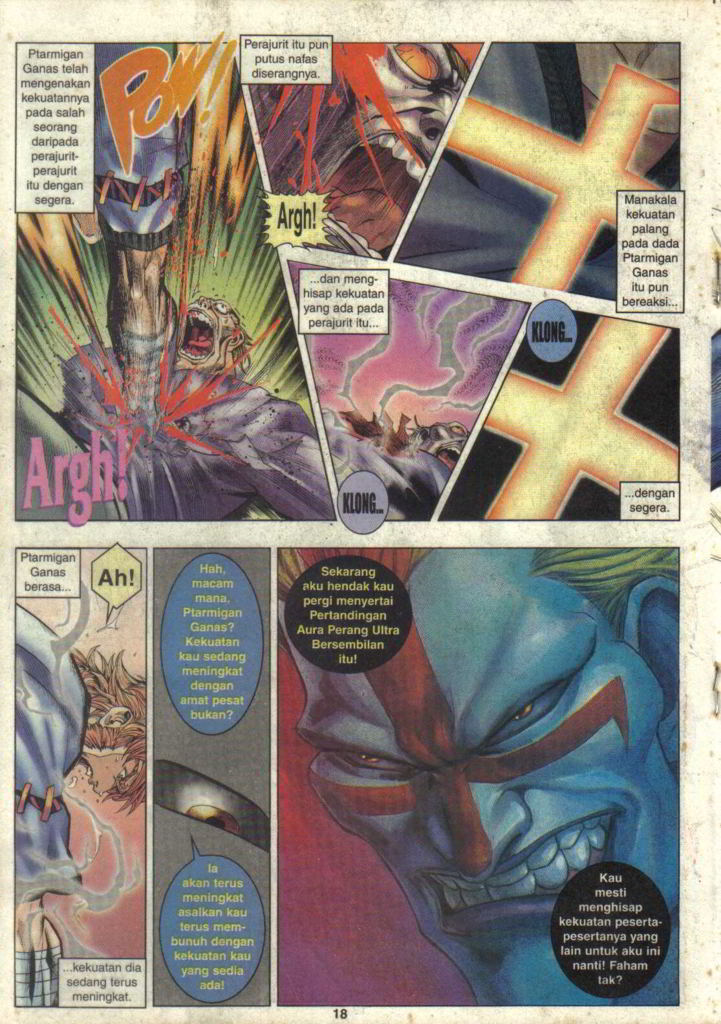 Ptarmigan
Ganas telah
mengenakan
kekuatannya
pada salah
seorang
daripada
perajurit-
perajurit
itu dengan
segera.
POW!
Perajurit itu pun
putus nafas
diserangnya.
Argh!
Argh!
Manakala
kekuatan
palang
pada dada
Ptarmigan
Ganas
itu pun
bereaksi...
...dan meng-
hisap kekuatan
yang ada pada
perajurit itu...
KLONG...
KLONG...
...dengan
segera.
Ptarmigan
Ganas
berasa...
Ah!
...kekuatan dia
sedang terus
meningkat.
Hah,
macam
mana,
Ptarmigan
Ganas?
Kekuatan
kau sedang
meningkat
dengan
amat pesat
bukan?
Ia
akan terus
meningkat
asalkan kau
terus mem-
bunuh dengan
kekuatan kau
yang sedia
ada!
Sekarang
aku hendak kau
pergi menyertai
Pertandingan
Aura Perang Ultra
Bersembilan
itu!
Kau
mesti
menghisap
kekuatan peserta-
pesertanya yang
lain untuk aku ini
nanti! Faham
tak?
18